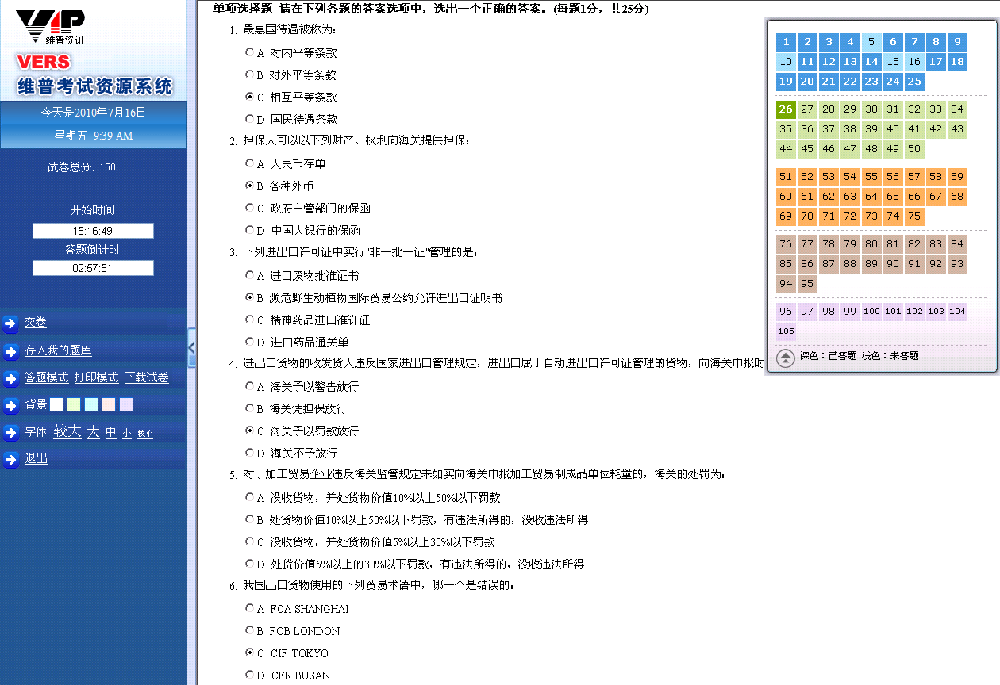 VIP
维普资讯
VERS
维普考试资源系统
今天是2010年7月16日
星期五 9:39 AM
试卷总分: 150
开始时间
15:16:49
答题倒计时
02:57:51
交卷
存入我的题库
答题模式 打印模式 下载试卷
背景
字体 较大 大 中 小 较小
退出
单项选择题 请在下列各题的答案选项中，选出一个正确的答案。(每题1分，共25分)
1. 最惠国待遇被称为:
A 对内平等条款
B 对外平等条款
C 相互平等条款
D 国民待遇条款
2. 担保人可以以下列财产、权利向海关提供担保:
A 人民币存单
B 各种外币
C 政府主管部门的保函
D 中国人银行的保函
3. 下列进出口许可证中实行"非一批一证"管理的是:
A 进口废物批准证书
B 濒危野生动植物国际贸易公约允许进出口证明书
C 精神药品进口准许证
D 进口药品通关单
4. 进出口货物的收发货人违反国家进出口管理规定，进出口属于自动进出口许可证管理的货物，向海关申报时
A 海关予以警告放行
B 海关凭担保放行
C 海关予以罚款放行
D 海关不予放行
5. 对于加工贸易企业违反海关监管规定未如实向海关申报加工贸易制成品单位耗量的，海关的处罚为:
A 没收货物，并处货物价值10%以上50%以下罚款
B 处货物价值10%以上50%以下罚款，有违法所得的，没收违法所得
C 没收货物，并处货物价值5%以上30%以下罚款
D 处货价值5%以上的30%以下罚款，有违法所得的，没收违法所得
6. 我国出口货物使用的下列贸易术语中，哪一个是错误的:
A FCA SHANGHAI
B FOB LONDON
C CIF TOKYO
D CFR BUSAN
1 2 3 4 5 6 7 8 9
10 11 12 13 14 15 16 17 18
19 20 21 22 23 24 25
26 27 28 29 30 31 32 33 34
35 36 37 38 39 40 41 42 43
44 45 46 47 48 49 50
51 52 53 54 55 56 57 58 59
60 61 62 63 64 65 66 67 68
69 70 71 72 73 74 75
76 77 78 79 80 81 82 83 84
85 86 87 88 89 90 91 92 93
94 95
96 97 98 99 100 101 102 103 104
105
深色：已答题 浅色：未答题